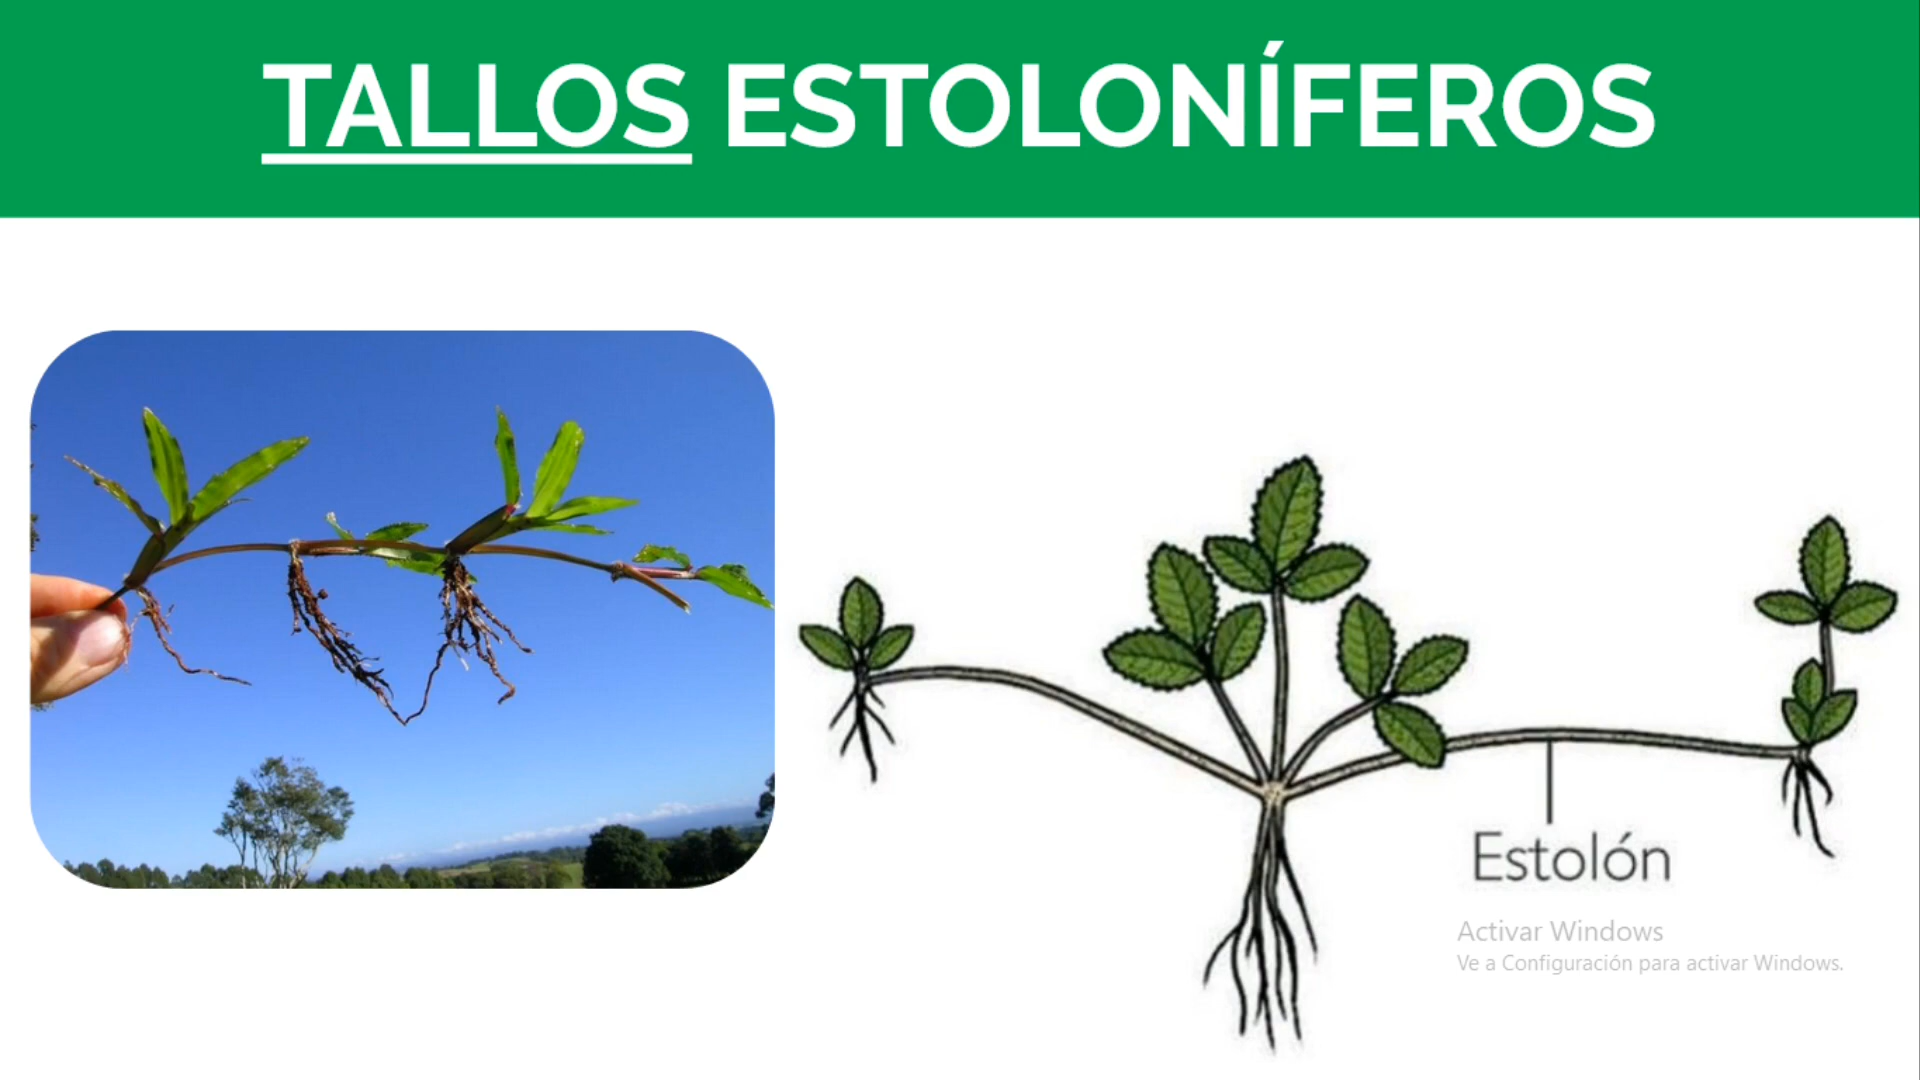 TALLOS ESTOLONÍFEROS
Estolón
Activar Windows
Ve a Configuración para activar Windows.